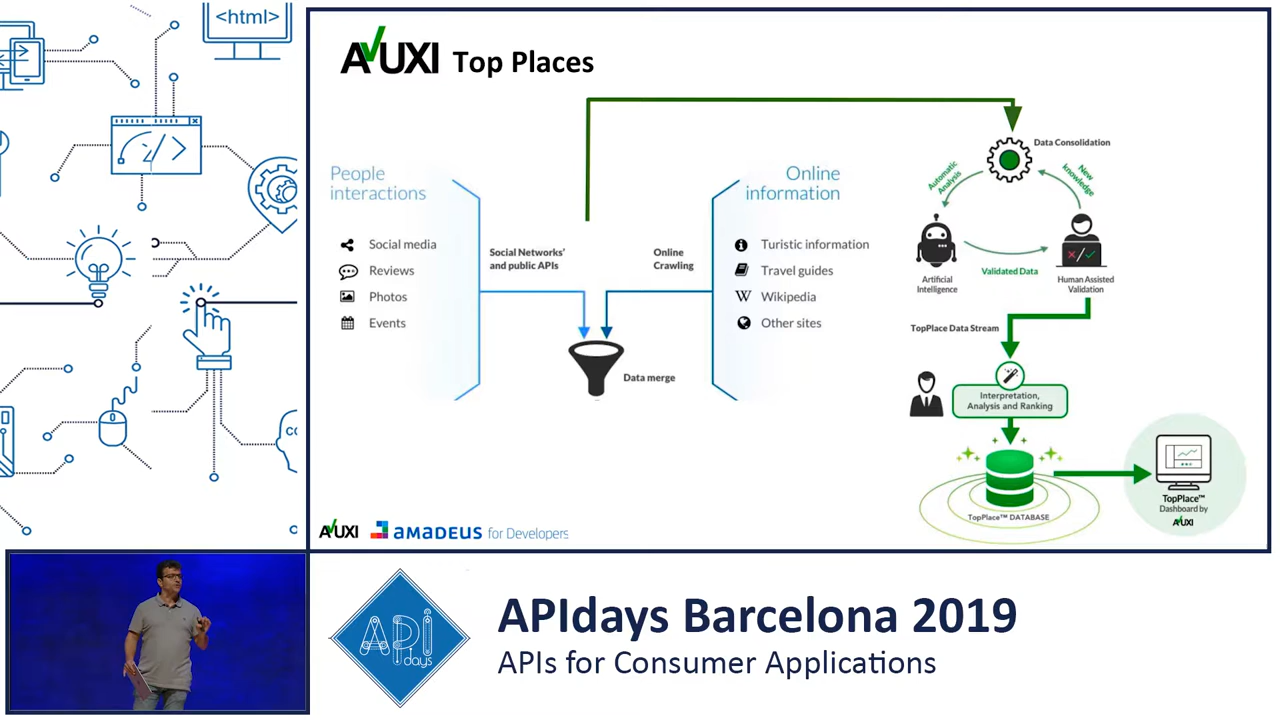 <html>
AVUXI Top Places
People
interactions
Social media
Reviews
Photos
Events
Social Networks'
and public APIs
Online
Crawling
Data merge
Online
information
Turistic information
Travel guides
Wikipedia
Other sites
Data Consolidation
Automatic
Analysis
New
knowledge
Artificial
Intelligence
Validated Data
Human Assisted
Validation
TopPlace Data Stream
Interpretation,
Analysis and Ranking
TopPlace™ DATABASE
TopPlace™
Dashboard by
AVUXI
AVUXI amadeus for Developers
API
days
APIdays Barcelona 2019
APIs for Consumer Applications